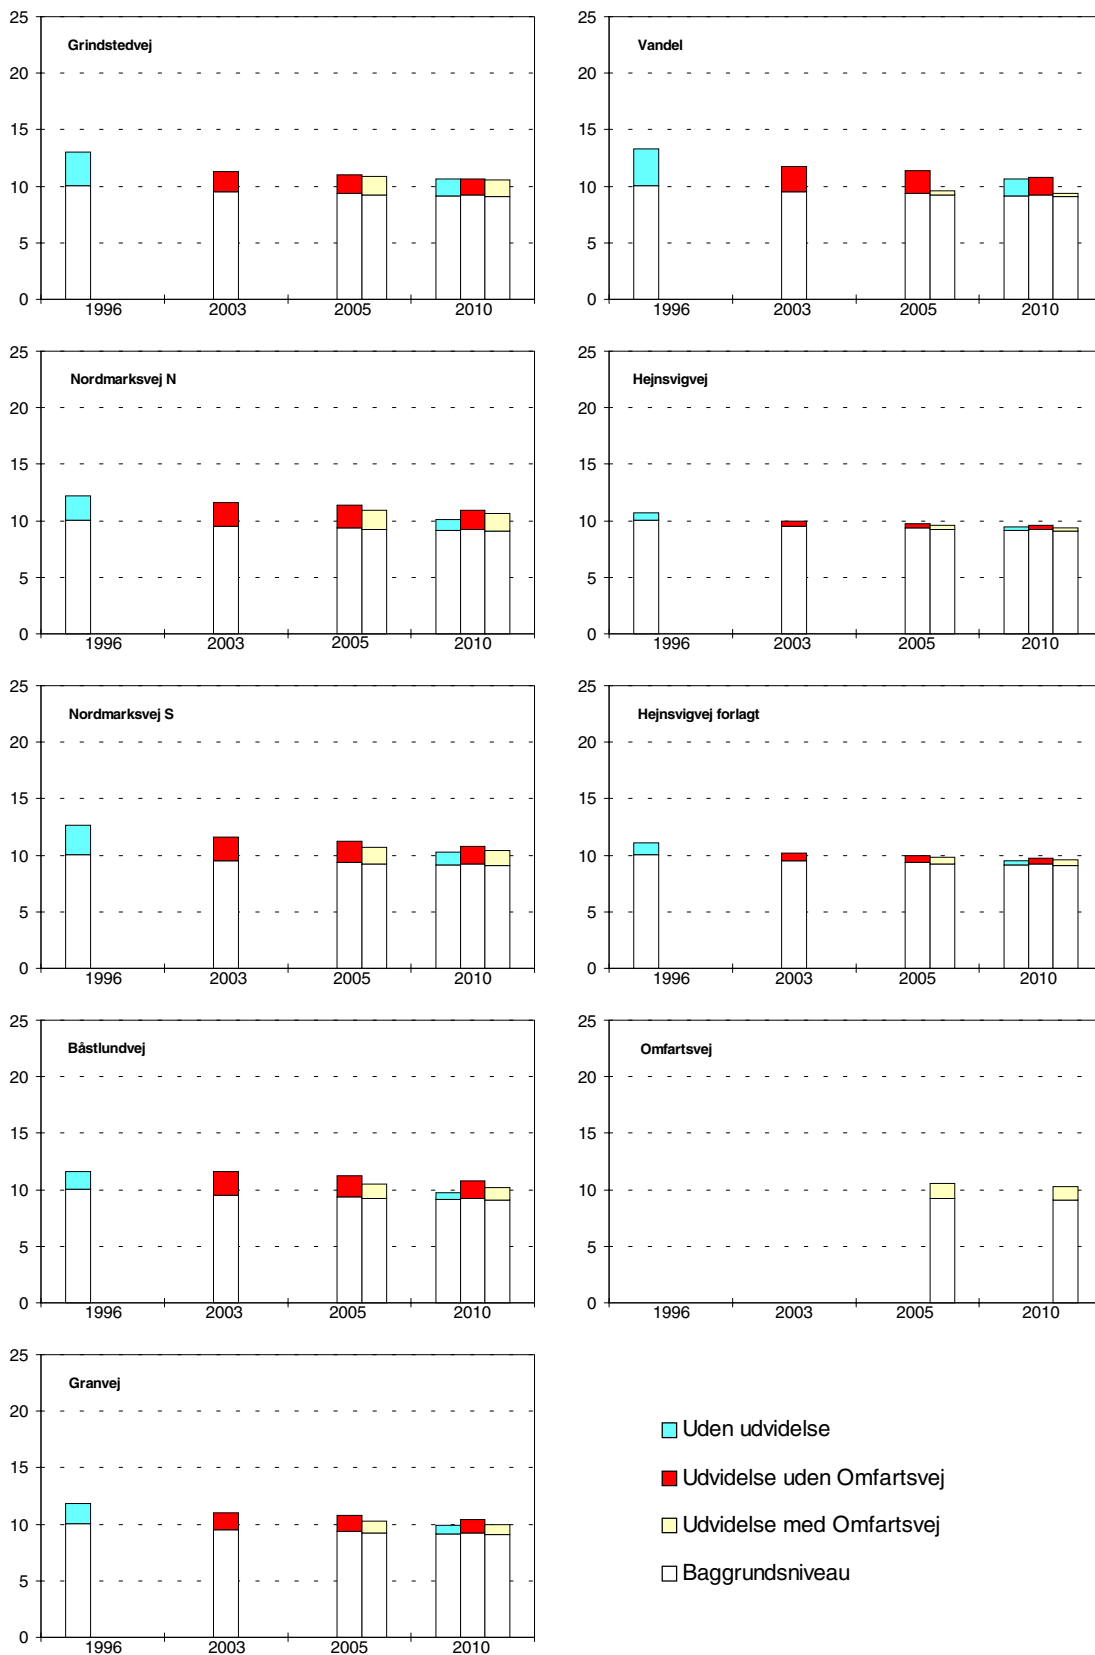 Grindstedvej
25
20
15
10
5
0
1996 2003 2005 2010
Vandel
25
20
15
10
5
0
1996 2003 2005 2010
Nordmarksvej N
25
20
15
10
5
0
1996 2003 2005 2010
Hejnsvigvej
25
20
15
10
5
0
1996 2003 2005 2010
Nordmarksvej S
25
20
15
10
5
0
1996 2003 2005 2010
Hejnsvigvej forlagt
25
20
15
10
5
0
1996 2003 2005 2010
Båstlundvej
25
20
15
10
5
0
1996 2003 2005 2010
Omfartsvej
25
20
15
10
5
0
1996 2003 2005 2010
Granvej
25
20
15
10
5
0
1996 2003 2005 2010
Uden udvidelse
Udvidelse uden Omfartsvej
Udvidelse med Omfartsvej
Baggrundsniveau